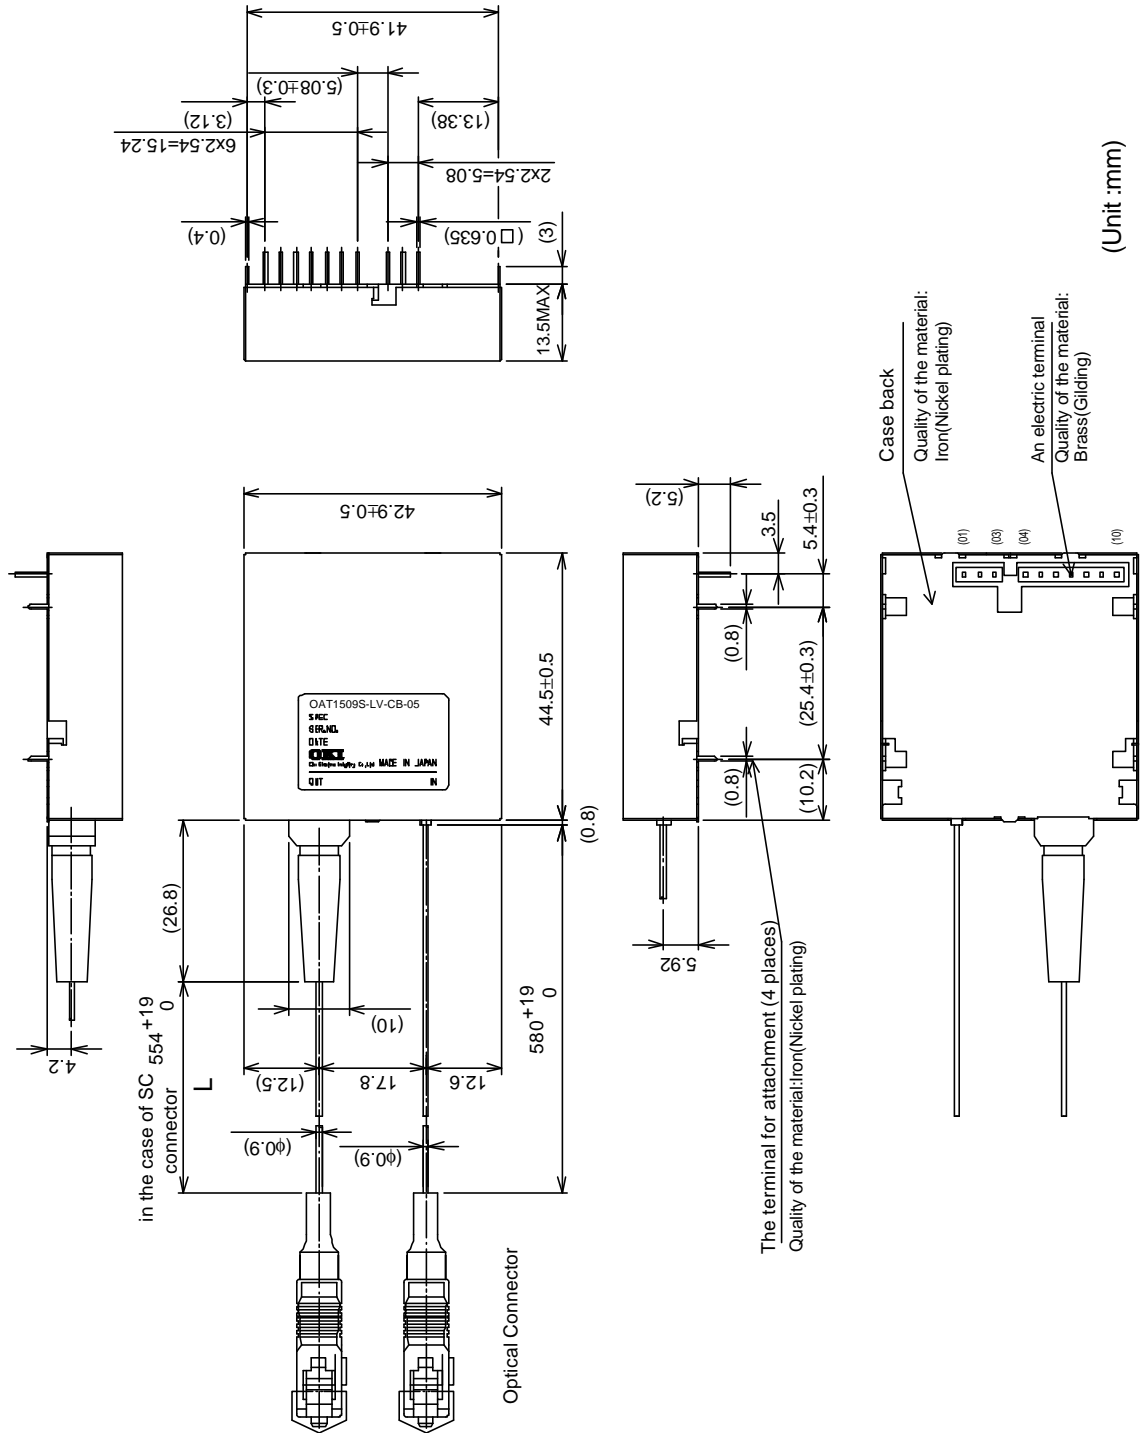 41.9±0.5
(5.08±0.3)
(3.12)
6x2.54=15.24
(13.38)
2x2.54=5.08
(0.4)
(□0.635)
(3)
13.5MAX
(Unit :mm)
4.2
42.9±0.5
44.5±0.5
(0.8)
(26.8)
in the case of SC
connector
554 +19
0
L
(10)
(12.5)
17.8
12.6
(φ0.9)
(φ0.9)
580 +19
0
Optical Connector
OAT1509S-LV-CB-05
SPEC
SER.NO.
DATE
OKI
MADE IN JAPAN
OUT IN
(5.2)
3.5
5.4±0.3
(0.8)
(25.4±0.3)
(0.8)
(10.2)
5.92
The terminal for attachment (4 places)
Quality of the material:Iron(Nickel plating)
Case back
Quality of the material:
Iron(Nickel plating)
An electric terminal
Quality of the material:
Brass(Gilding)
(01)
(03)
(04)
(10)